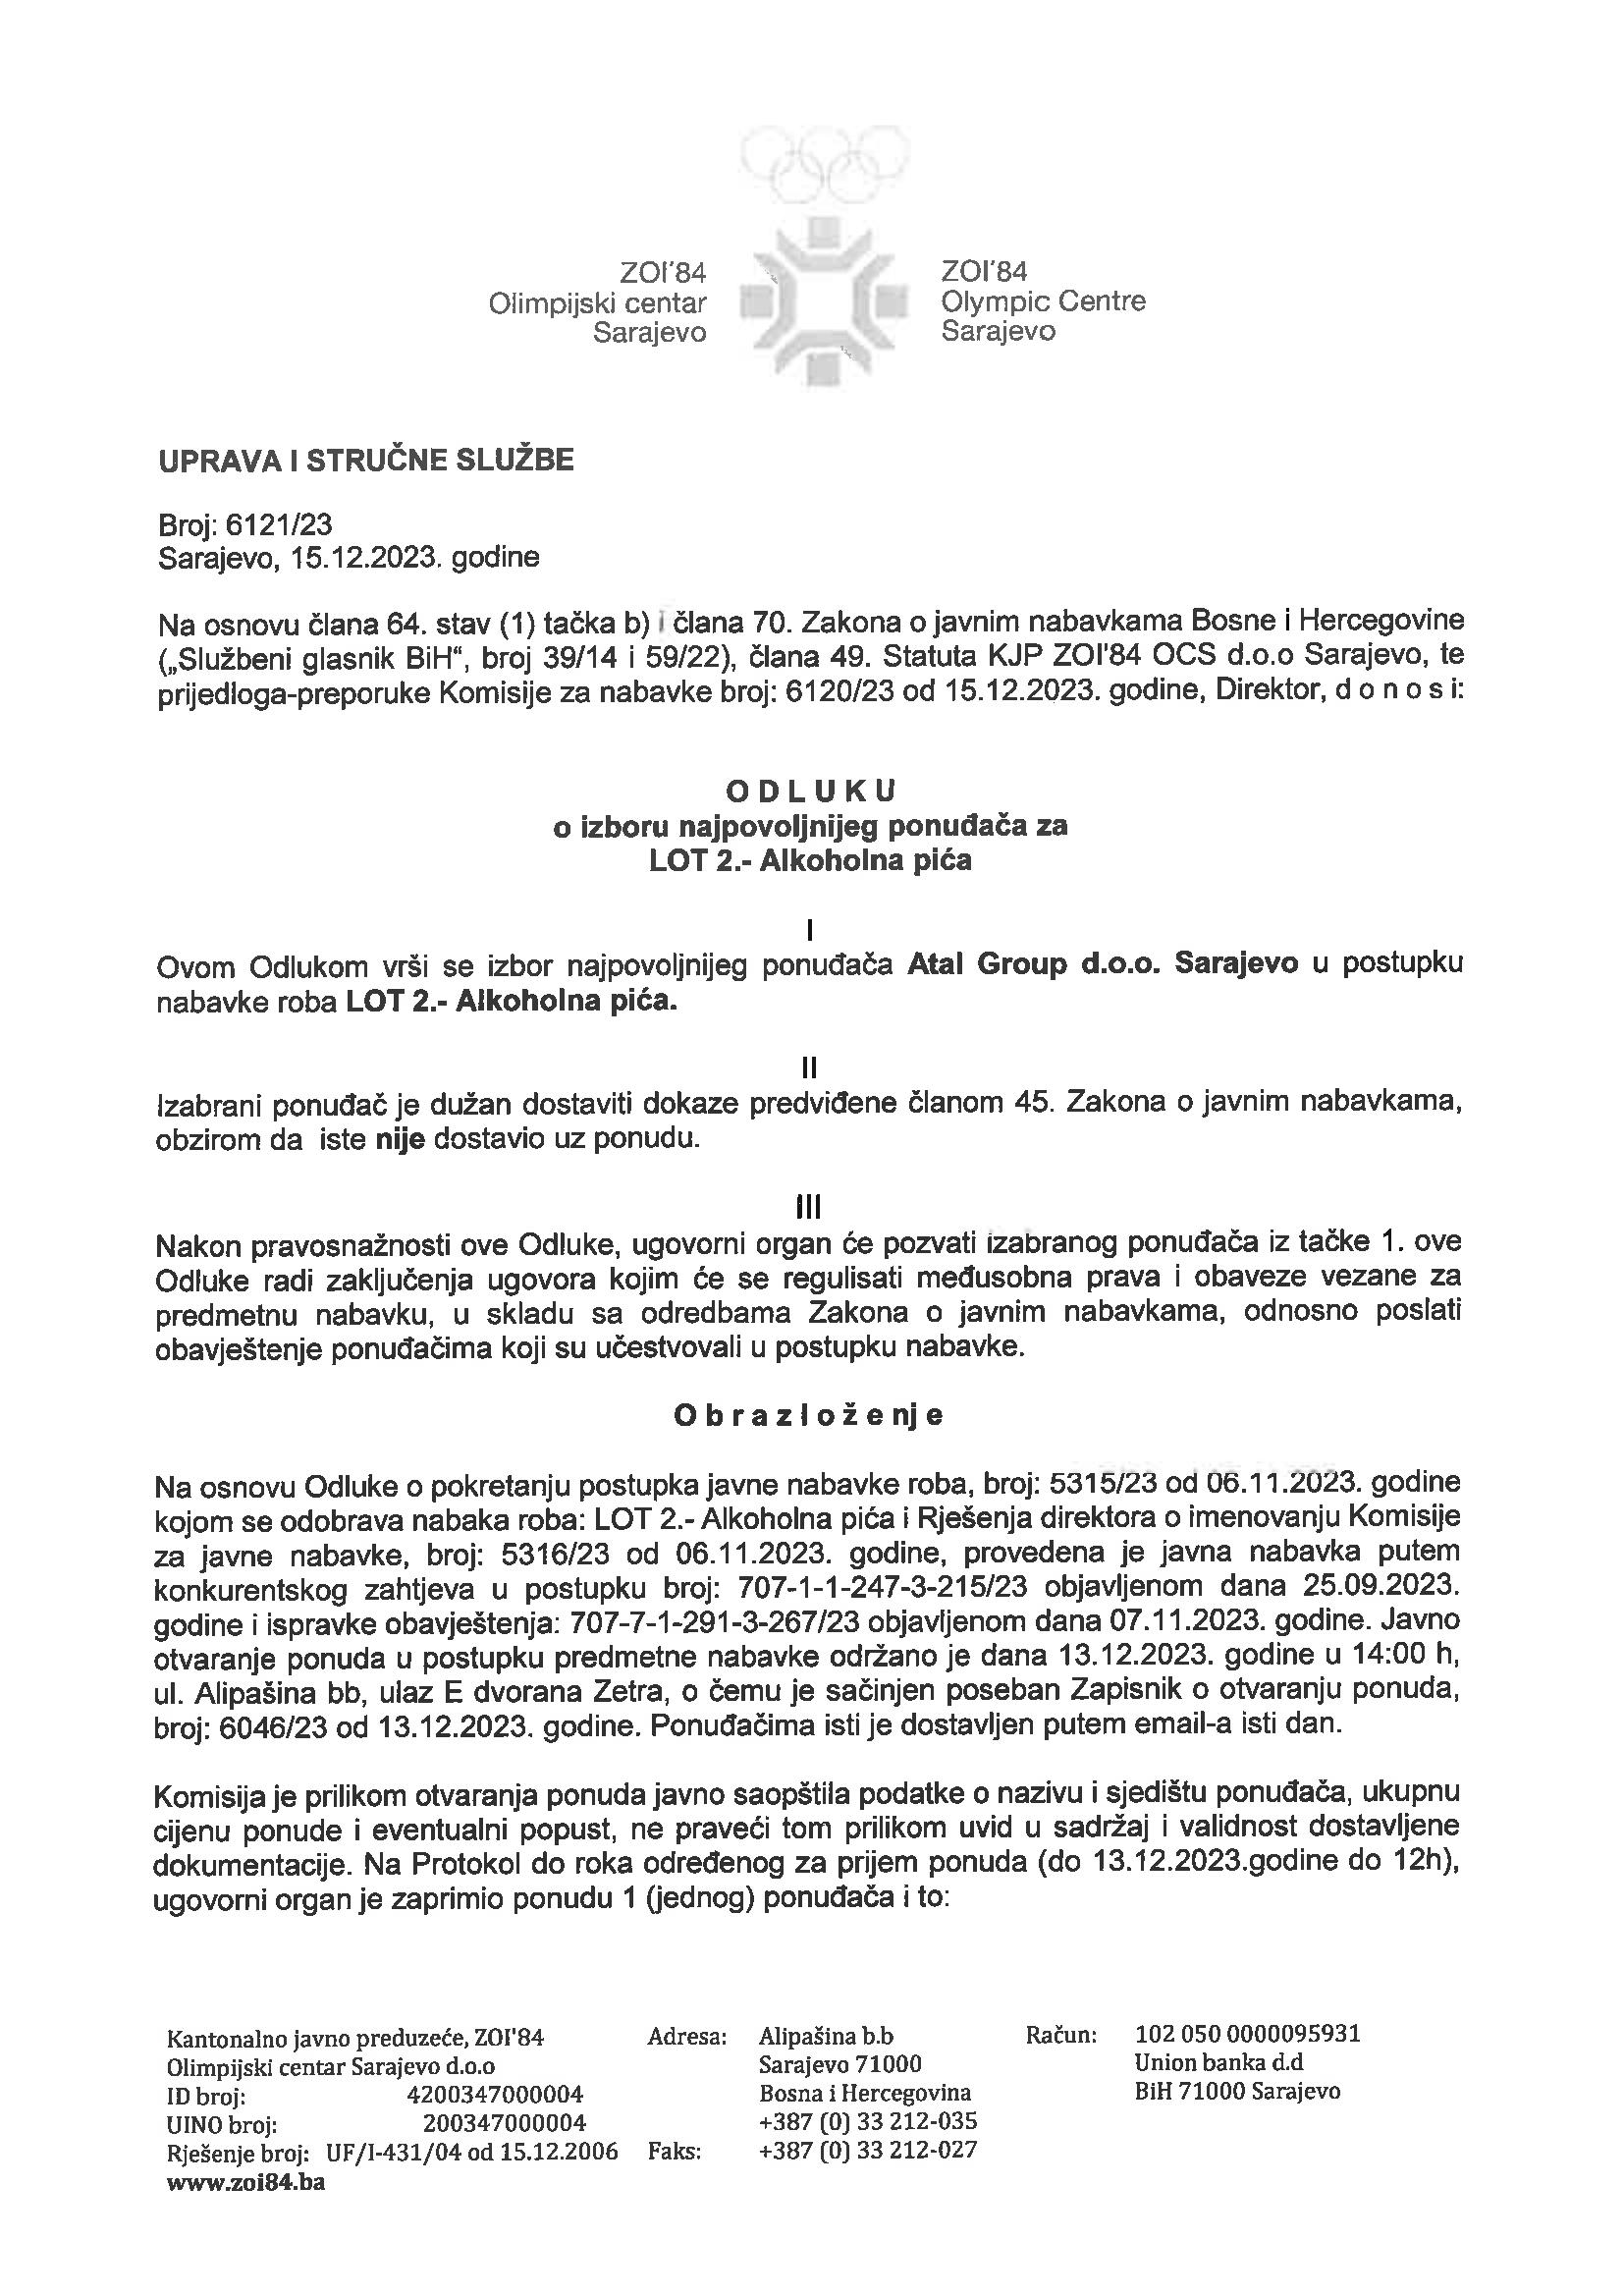 ZOI'84
Olimpijski centar
Sarajevo
ZOI'84
Olympic Centre
Sarajevo
UPRAVA I STRUČNE SLUŽBE
Broj: 6121/23
Sarajevo, 15.12.2023. godine
Na osnovu člana 64. stav (1) tačka b) i člana 70. Zakona o javnim nabavkama Bosne i Hercegovine
(„Službeni glasnik BiH“, broj 39/14 i 59/22), člana 49. Statuta KJP ZOI'84 OCS d.o.o Sarajevo, te
prijedloga-preporuke Komisije za nabavke broj: 6120/23 od 15.12.2023. godine, Direktor, d o n o s i:
O D L U K U
o izboru najpovoljnijeg ponuđača za
LOT 2.- Alkoholna pića
I
Ovom Odlukom vrši se izbor najpovoljnijeg ponuđača Atal Group d.o.o. Sarajevo u postupku
nabavke roba LOT 2.- Alkoholna pića.
II
Izabrani ponuđač je dužan dostaviti dokaze predviđene članom 45. Zakona o javnim nabavkama,
obzirom da iste nije dostavio uz ponudu.
III
Nakon pravosnažnosti ove Odluke, ugovorni organ će pozvati izabranog ponuđača iz tačke 1. ove
Odluke radi zaključenja ugovora kojim će se regulisati međusobna prava i obaveze vezane za
predmetnu nabavku, u skladu sa odredbama Zakona o javnim nabavkama, odnosno poslati
obavještenje ponuđačima koji su učestvovali u postupku nabavke.
O b r a z l o ž e nj e
Na osnovu Odluke o pokretanju postupka javne nabavke roba, broj: 5315/23 od 06.11.2023. godine
kojom se odobrava nabaka roba: LOT 2.- Alkoholna pića i Rješenja direktora o imenovanju Komisije
za javne nabavke, broj: 5316/23 od 06.11.2023. godine, provedena je javna nabavka putem
konkurentskog zahtjeva u postupku broj: 707-1-1-247-3-215/23 objavljenom dana 25.09.2023.
godine i ispravke obavještenja: 707-7-1-291-3-267/23 objavljenom dana 07.11.2023. godine. Javno
otvaranje ponuda u postupku predmetne nabavke održano je dana 13.12.2023. godine u 14:00 h,
ul. Alipašina bb, ulaz E dvorana Zetra, o čemu je sačinjen poseban Zapisnik o otvaranju ponuda,
broj: 6046/23 od 13.12.2023. godine. Ponuđačima isti je dostavljen putem email-a isti dan.
Komisija je prilikom otvaranja ponuda javno saopštila podatke o nazivu i sjedištu ponuđača, ukupnu
cijenu ponude i eventualni popust, ne praveći tom prilikom uvid u sadržaj i validnost dostavljene
dokumentacije. Na Protokol do roka određenog za prijem ponuda (do 13.12.2023.godine do 12h),
ugovorni organ je zaprimio ponudu 1 (jednog) ponuđača i to:
Kantonalno javno preduzeće, ZOI'84
Olimpijski centar Sarajevo d.o.o
ID broj: 4200347000004
UINO broj: 200347000004
Rješenje broj: UF/I-431/04 od 15.12.2006
www.zoi84.ba
Adresa: Alipašina b.b
Sarajevo 71000
Bosna i Hercegovina
+387 (0) 33 212-035
Faks: +387 (0) 33 212-027
Račun: 102 050 0000095931
Union banka d.d
BiH 71000 Sarajevo